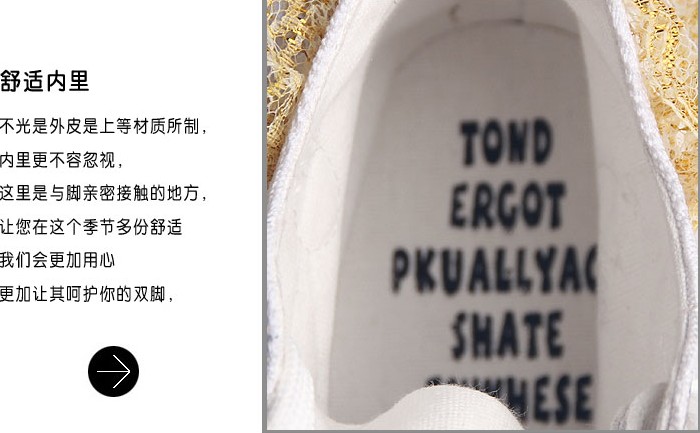 舒适内里
不光是外皮是上等材质所制，
内里更不容忽视，
这里是与脚亲密接触的地方，
让您在这个季节多份舒适
我们会更加用心
更加让其呵护你的双脚，
TOND
ERGOT
PKUALLYAC
SHATE